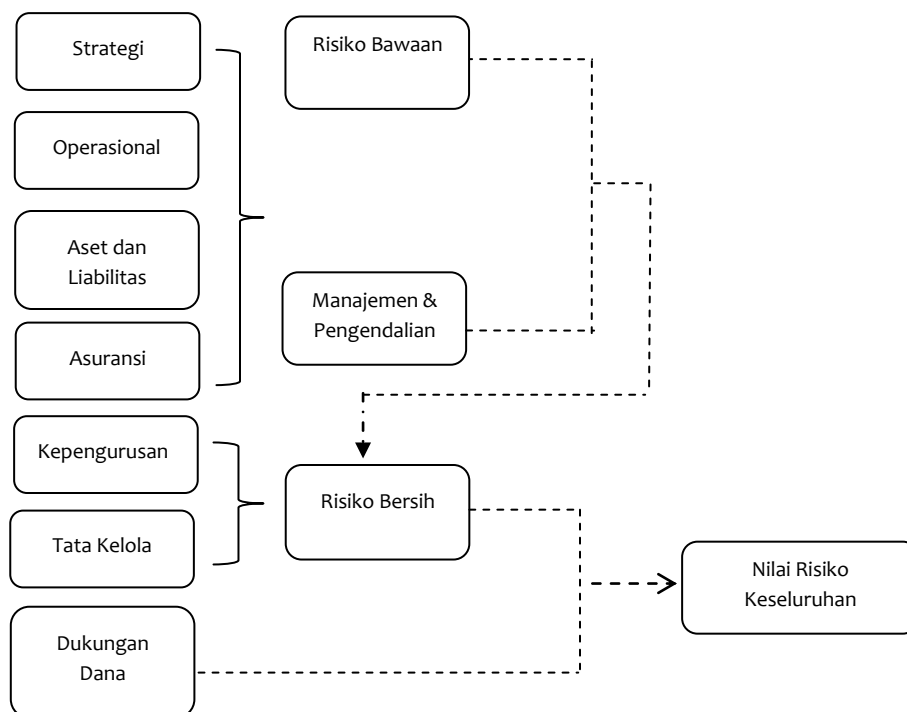 Strategi
Risiko Bawaan
Operasional
Aset dan
Liabilitas
Manajemen &
Pengendalian
Asuransi
Kepengurusan
Risiko Bersih
Tata Kelola
Nilai Risiko
Keseluruhan
Dukungan
Dana